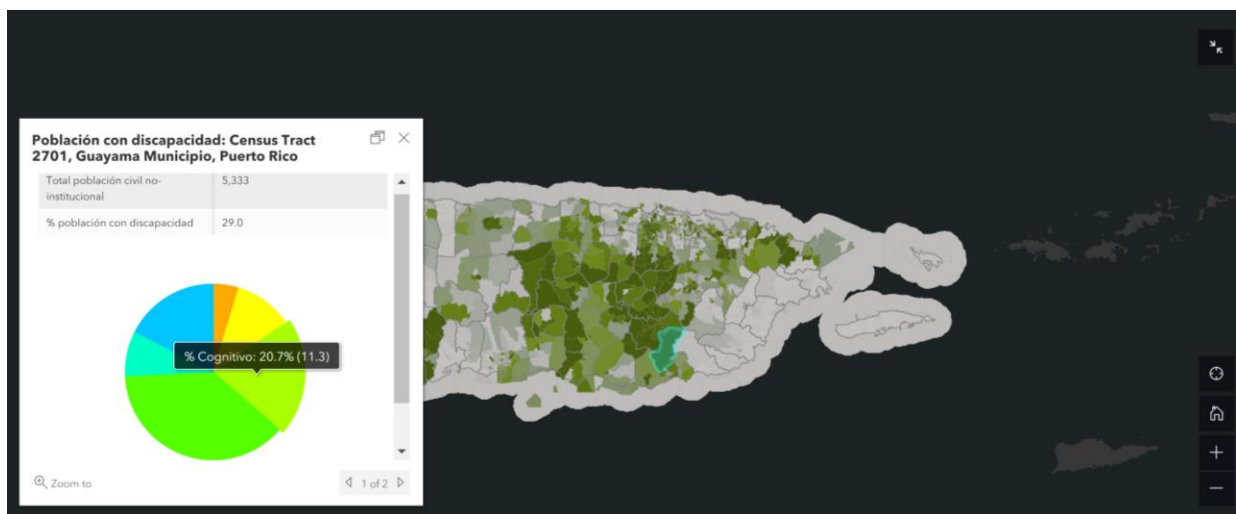 Población con discapacidad: Census Tract
2701, Guayama Municipio, Puerto Rico
Total población civil no-
institucional
5,333
% población con discapacidad
29.0
% Cognitivo: 20.7% (11.3)
Zoom to
1 of 2